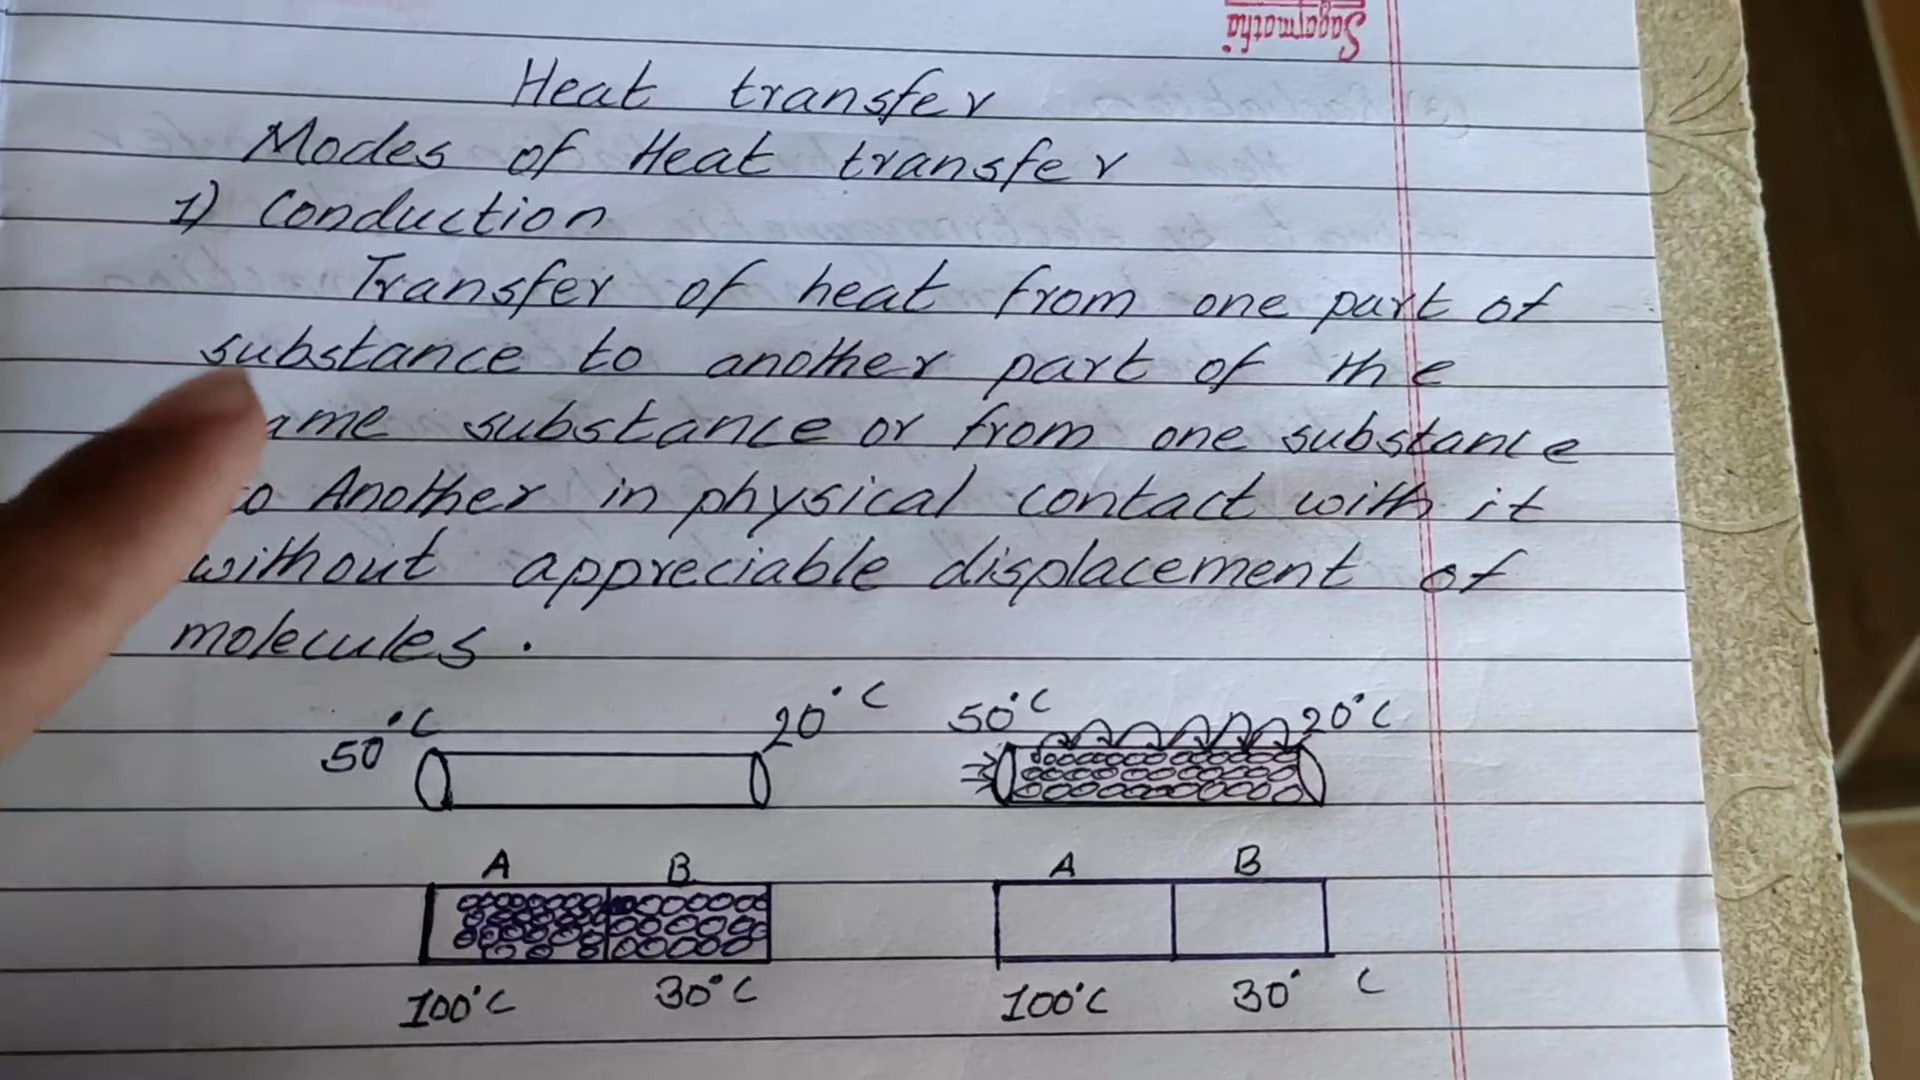 Sagarmatha
Heat transfer
Modes of Heat transfer
1) Conduction
Transfer of heat from one part of
substance to another part of the
ame substance or from one substance
o Another in physical contact with it
without appreciable displacement of
molecules.
50°C 20°C 50°C 20°C
A B A B
100°C 30°C 100°C 30° C